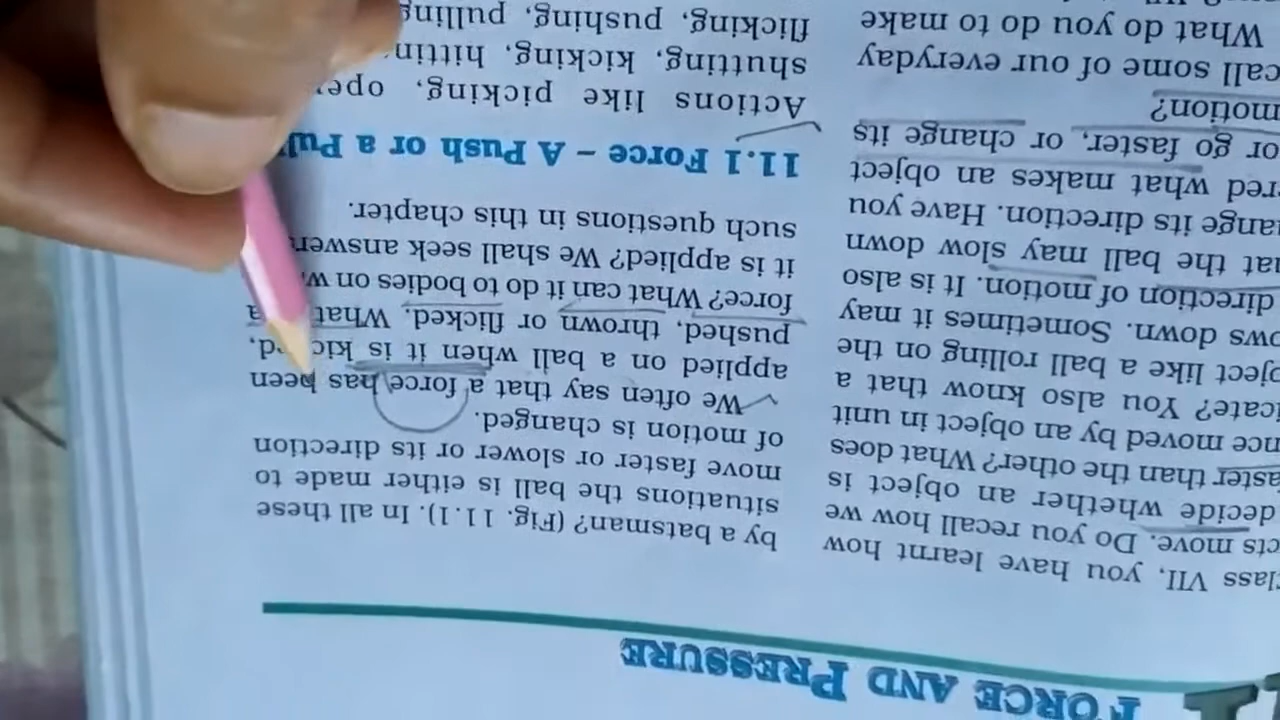 FORCE AND PRESSURE
class VII, you have learnt how
cts move. Do you recall how we
decide whether an object is
aster than the other? What does
nce moved by an object in unit
icate? You also know that a
bject like a ball rolling on the
ows down. Sometimes it may
direction of motion. It is also
hat the ball may slow down
ange its direction. Have you
red what makes an object
or go faster, or change its
motion?
call some of our everyday
What do you do to make
by a batsman? (Fig. 11.1). In all these
situations the ball is either made to
move faster or slower or its direction
of motion is changed.
We often say that a force has been
applied on a ball when it is kicked,
pushed, thrown or flicked. What a
force? What can it do to bodies on
it is applied? We shall seek answer
such questions in this chapter.
11.1 Force – A Push or a Pull
Actions like picking,
shutting, kicking, hitting
flicking, pushing, pulling